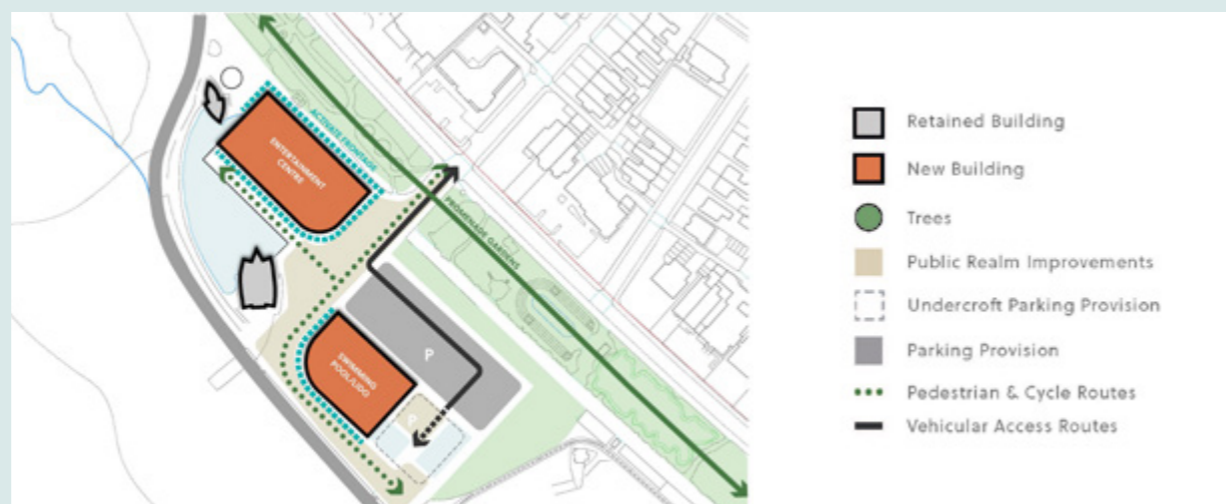 ACTIVATE FRONTAGE
ENTERTAINMENT
CENTRE
PROMENADE GARDENS
P
SWIMMING
POOL/LIDO
P
Retained Building
New Building
Trees
Public Realm Improvements
Undercroft Parking Provision
Parking Provision
Pedestrian & Cycle Routes
Vehicular Access Routes